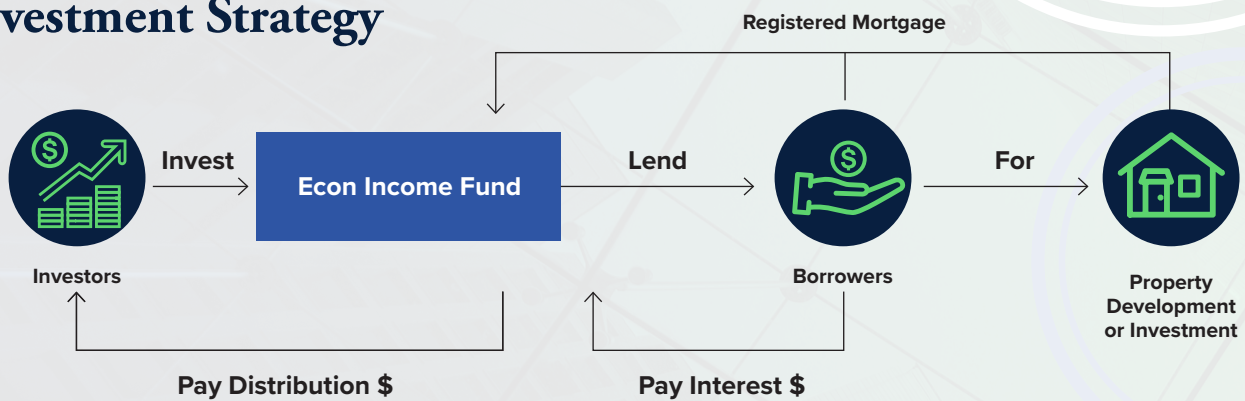 vestment Strategy
Registered Mortgage
Invest
Econ Income Fund
Lend
For
Investors
Borrowers
Property
Development
or Investment
Pay Distribution $
Pay Interest $